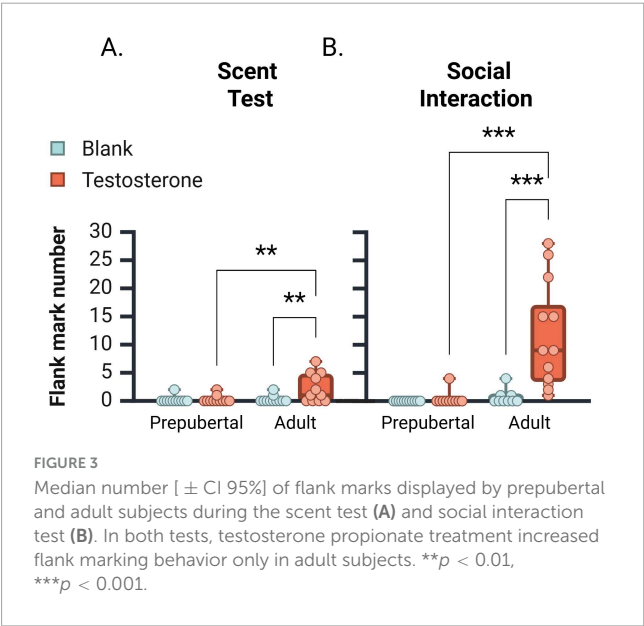 A.
B.
Scent
Test
Social
Interaction
Blank
Testosterone
***
***
**
**
Flank mark number
30
25
20
15
10
5
0
Prepubertal Adult
Prepubertal Adult
FIGURE 3
Median number [ ± CI 95%] of flank marks displayed by prepubertal
and adult subjects during the scent test (A) and social interaction
test (B). In both tests, testosterone propionate treatment increased
flank marking behavior only in adult subjects. **p < 0.01,
***p < 0.001.